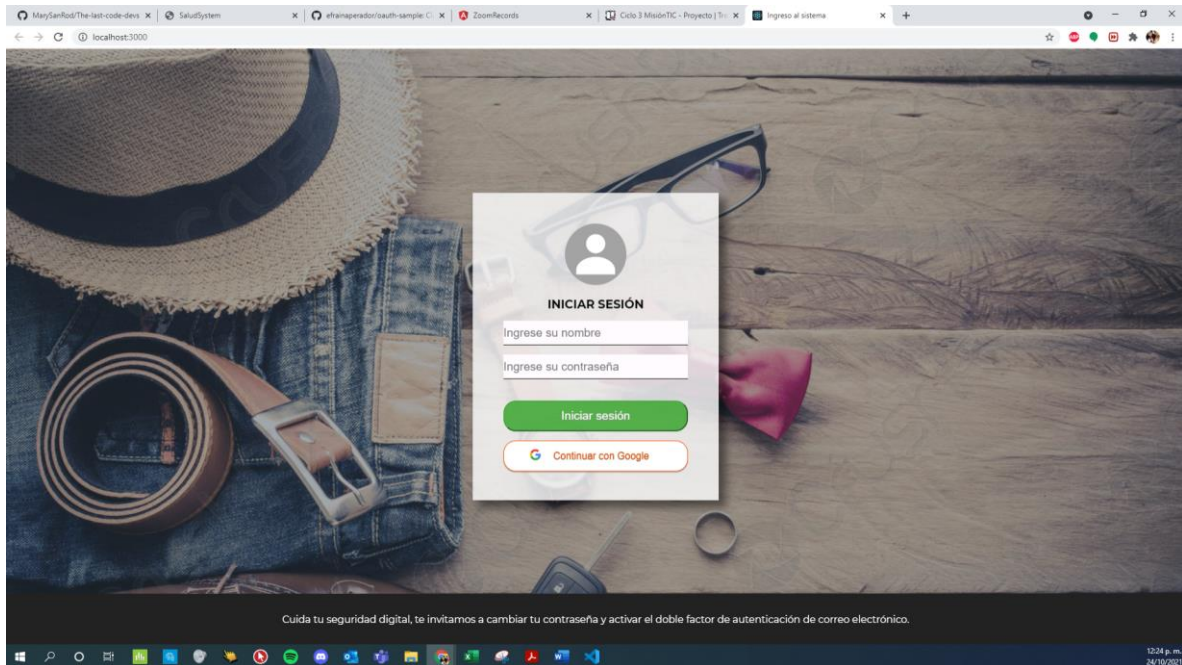 MarySanRod/The-last-code-devs
SaludSystem
efrainaperador/oauth-sample: C
ZoomRecords
Ciclo 3 MisiónTIC - Proyecto | Tre
Ingreso al sistema
localhost:3000
INICIAR SESIÓN
Ingrese su nombre
Ingrese su contraseña
Iniciar sesión
Continuar con Google
Cuida tu seguridad digital, te invitamos a cambiar tu contraseña y activar el doble factor de autenticación de correo electrónico.
12:24 p. m.
24/10/2021